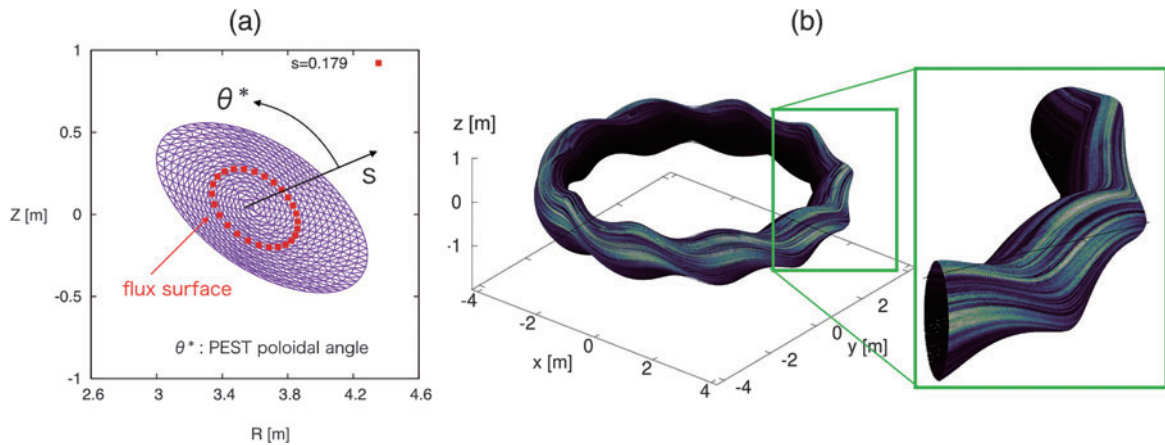 (a)
(b)
1
0.5
0
-0.5
-1
Z [m]
2.6
3
3.4
3.8
4.2
4.6
R [m]
s=0.179
θ*
S
flux surface
θ* : PEST poloidal angle
z [m]
1
0
-1
-4
-2
0
2
4
x [m]
-4
-2
0
2
y [m]